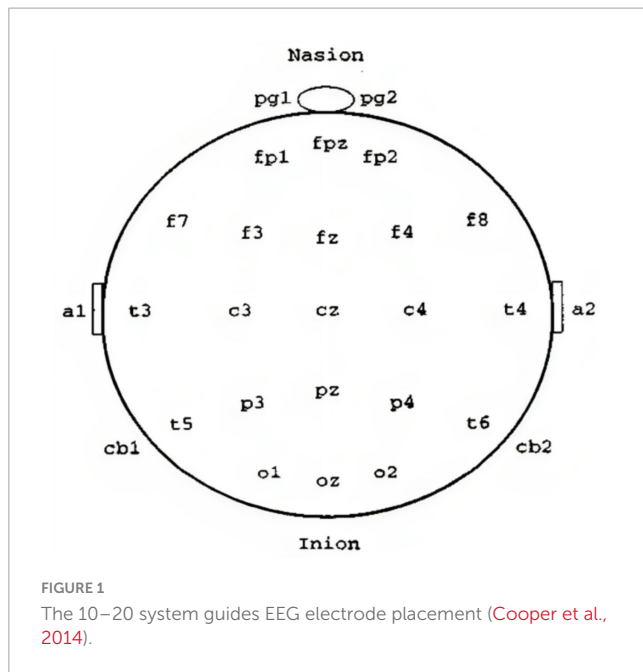 Nasion
pg1 pg2
fp1 fpz fp2
f7 f3 fz f4 f8
a1 t3 c3 cz c4 t4 a2
p3 pz p4
t5 t6
cb1 cb2
o1 oz o2
Inion
FIGURE 1
The 10–20 system guides EEG electrode placement (Cooper et al.,
2014).